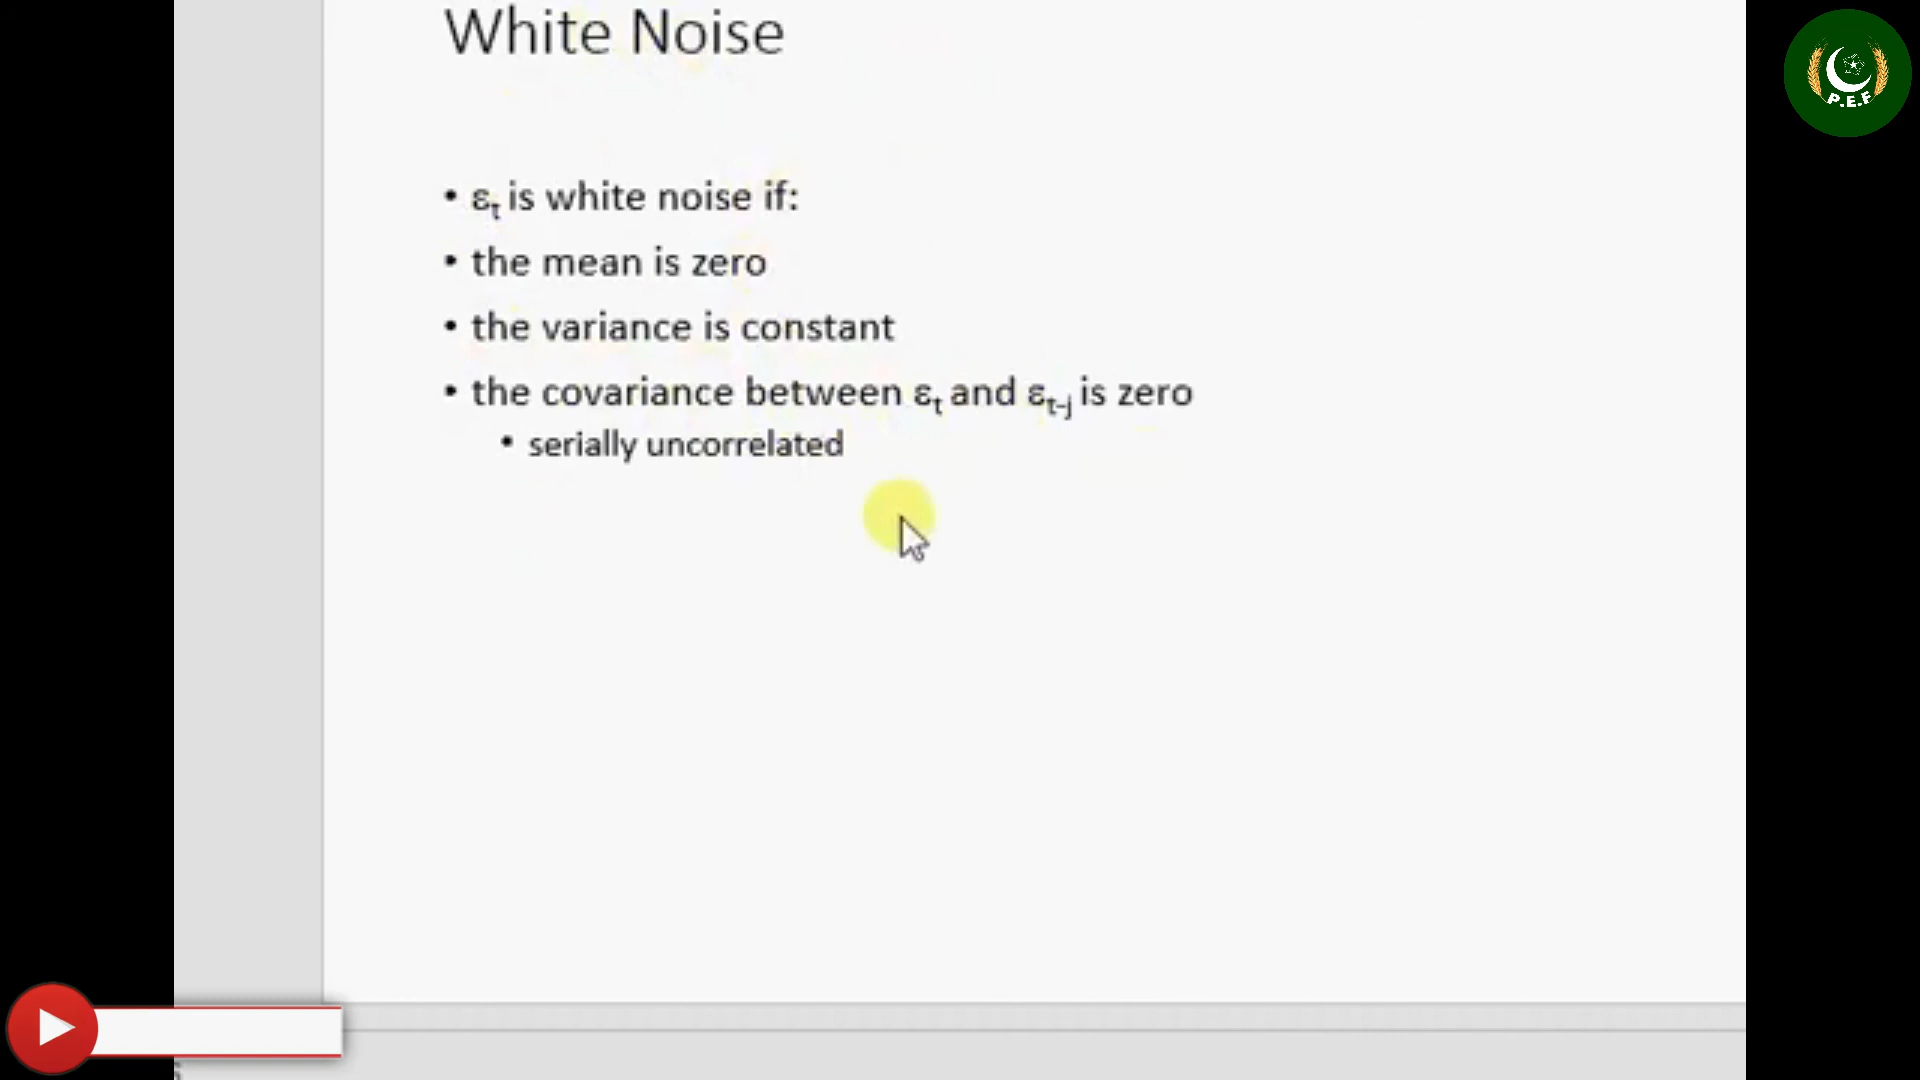 White Noise
P.E.F
• εt is white noise if:
• the mean is zero
• the variance is constant
• the covariance between εt and εt-j is zero
• serially uncorrelated